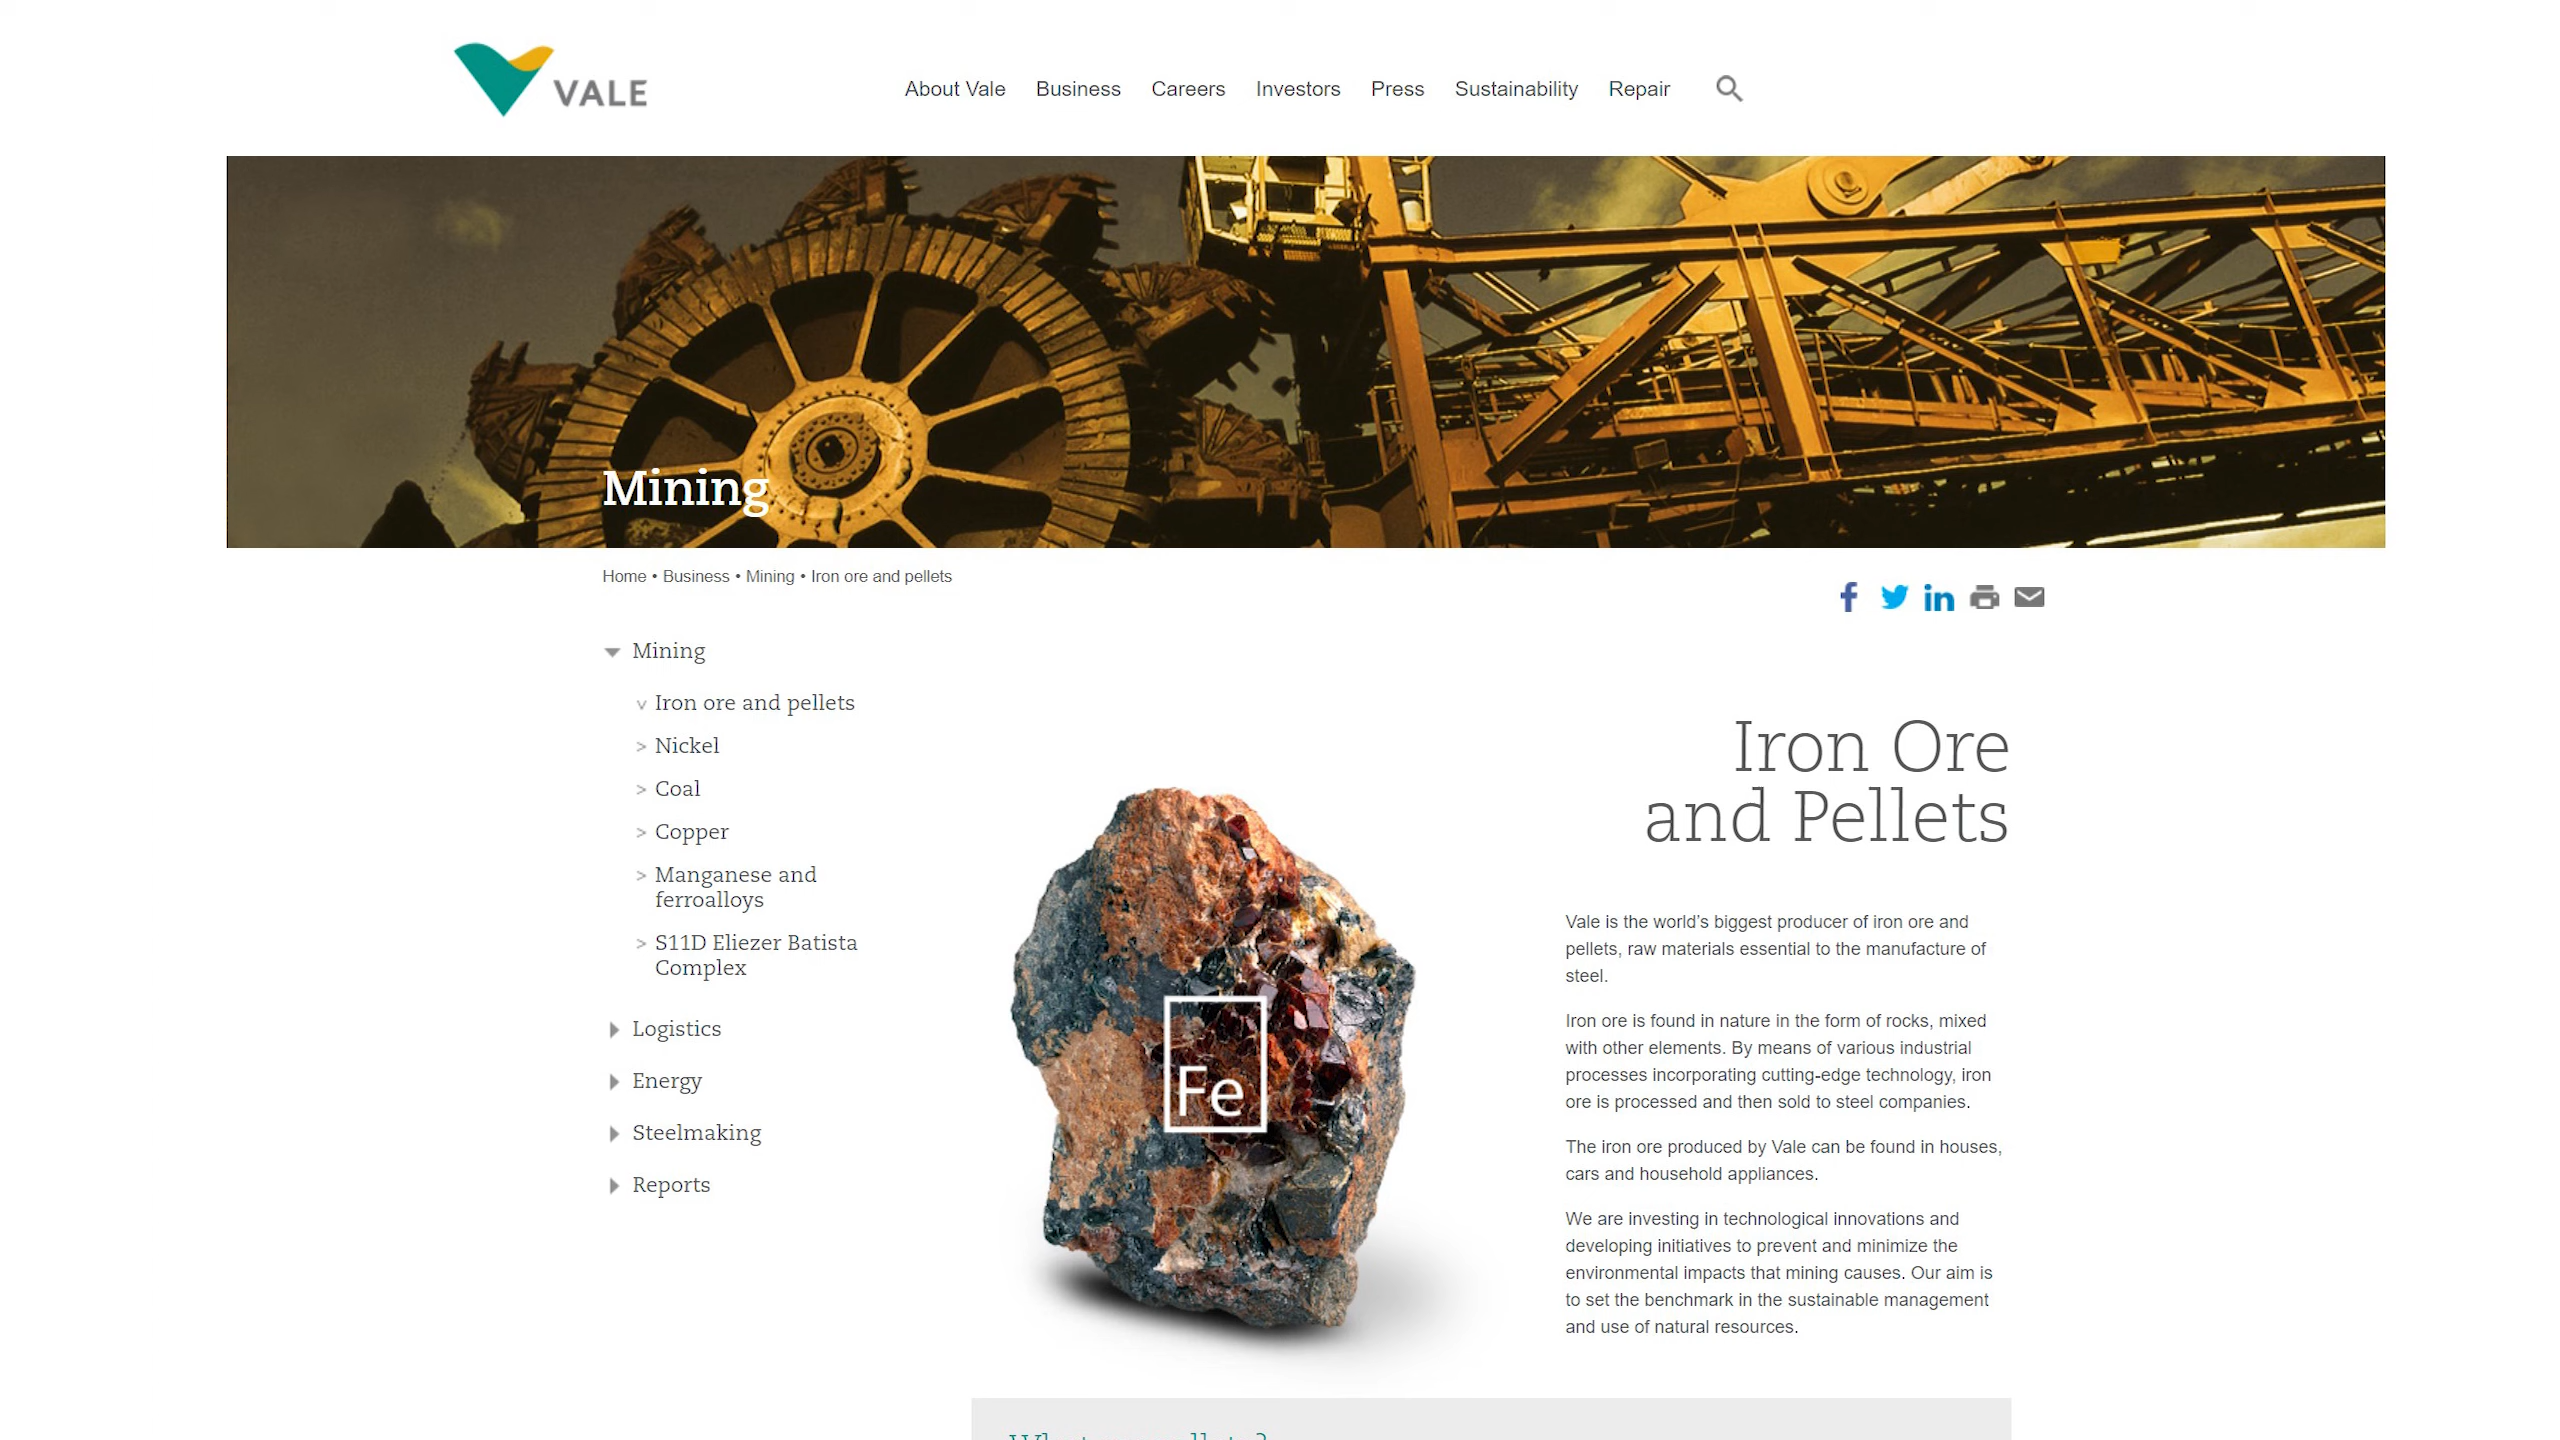 VALE
About Vale Business Careers Investors Press Sustainability Repair
Mining
Home • Business • Mining • Iron ore and pellets
Mining
v Iron ore and pellets
> Nickel
> Coal
> Copper
> Manganese and
ferroalloys
> S11D Eliezer Batista
Complex
Logistics
Energy
Steelmaking
Reports
Fe
Iron Ore
and Pellets
Vale is the world's biggest producer of iron ore and
pellets, raw materials essential to the manufacture of
steel.
Iron ore is found in nature in the form of rocks, mixed
with other elements. By means of various industrial
processes incorporating cutting-edge technology, iron
ore is processed and then sold to steel companies.
The iron ore produced by Vale can be found in houses,
cars and household appliances.
We are investing in technological innovations and
developing initiatives to prevent and minimize the
environmental impacts that mining causes. Our aim is
to set the benchmark in the sustainable management
and use of natural resources.